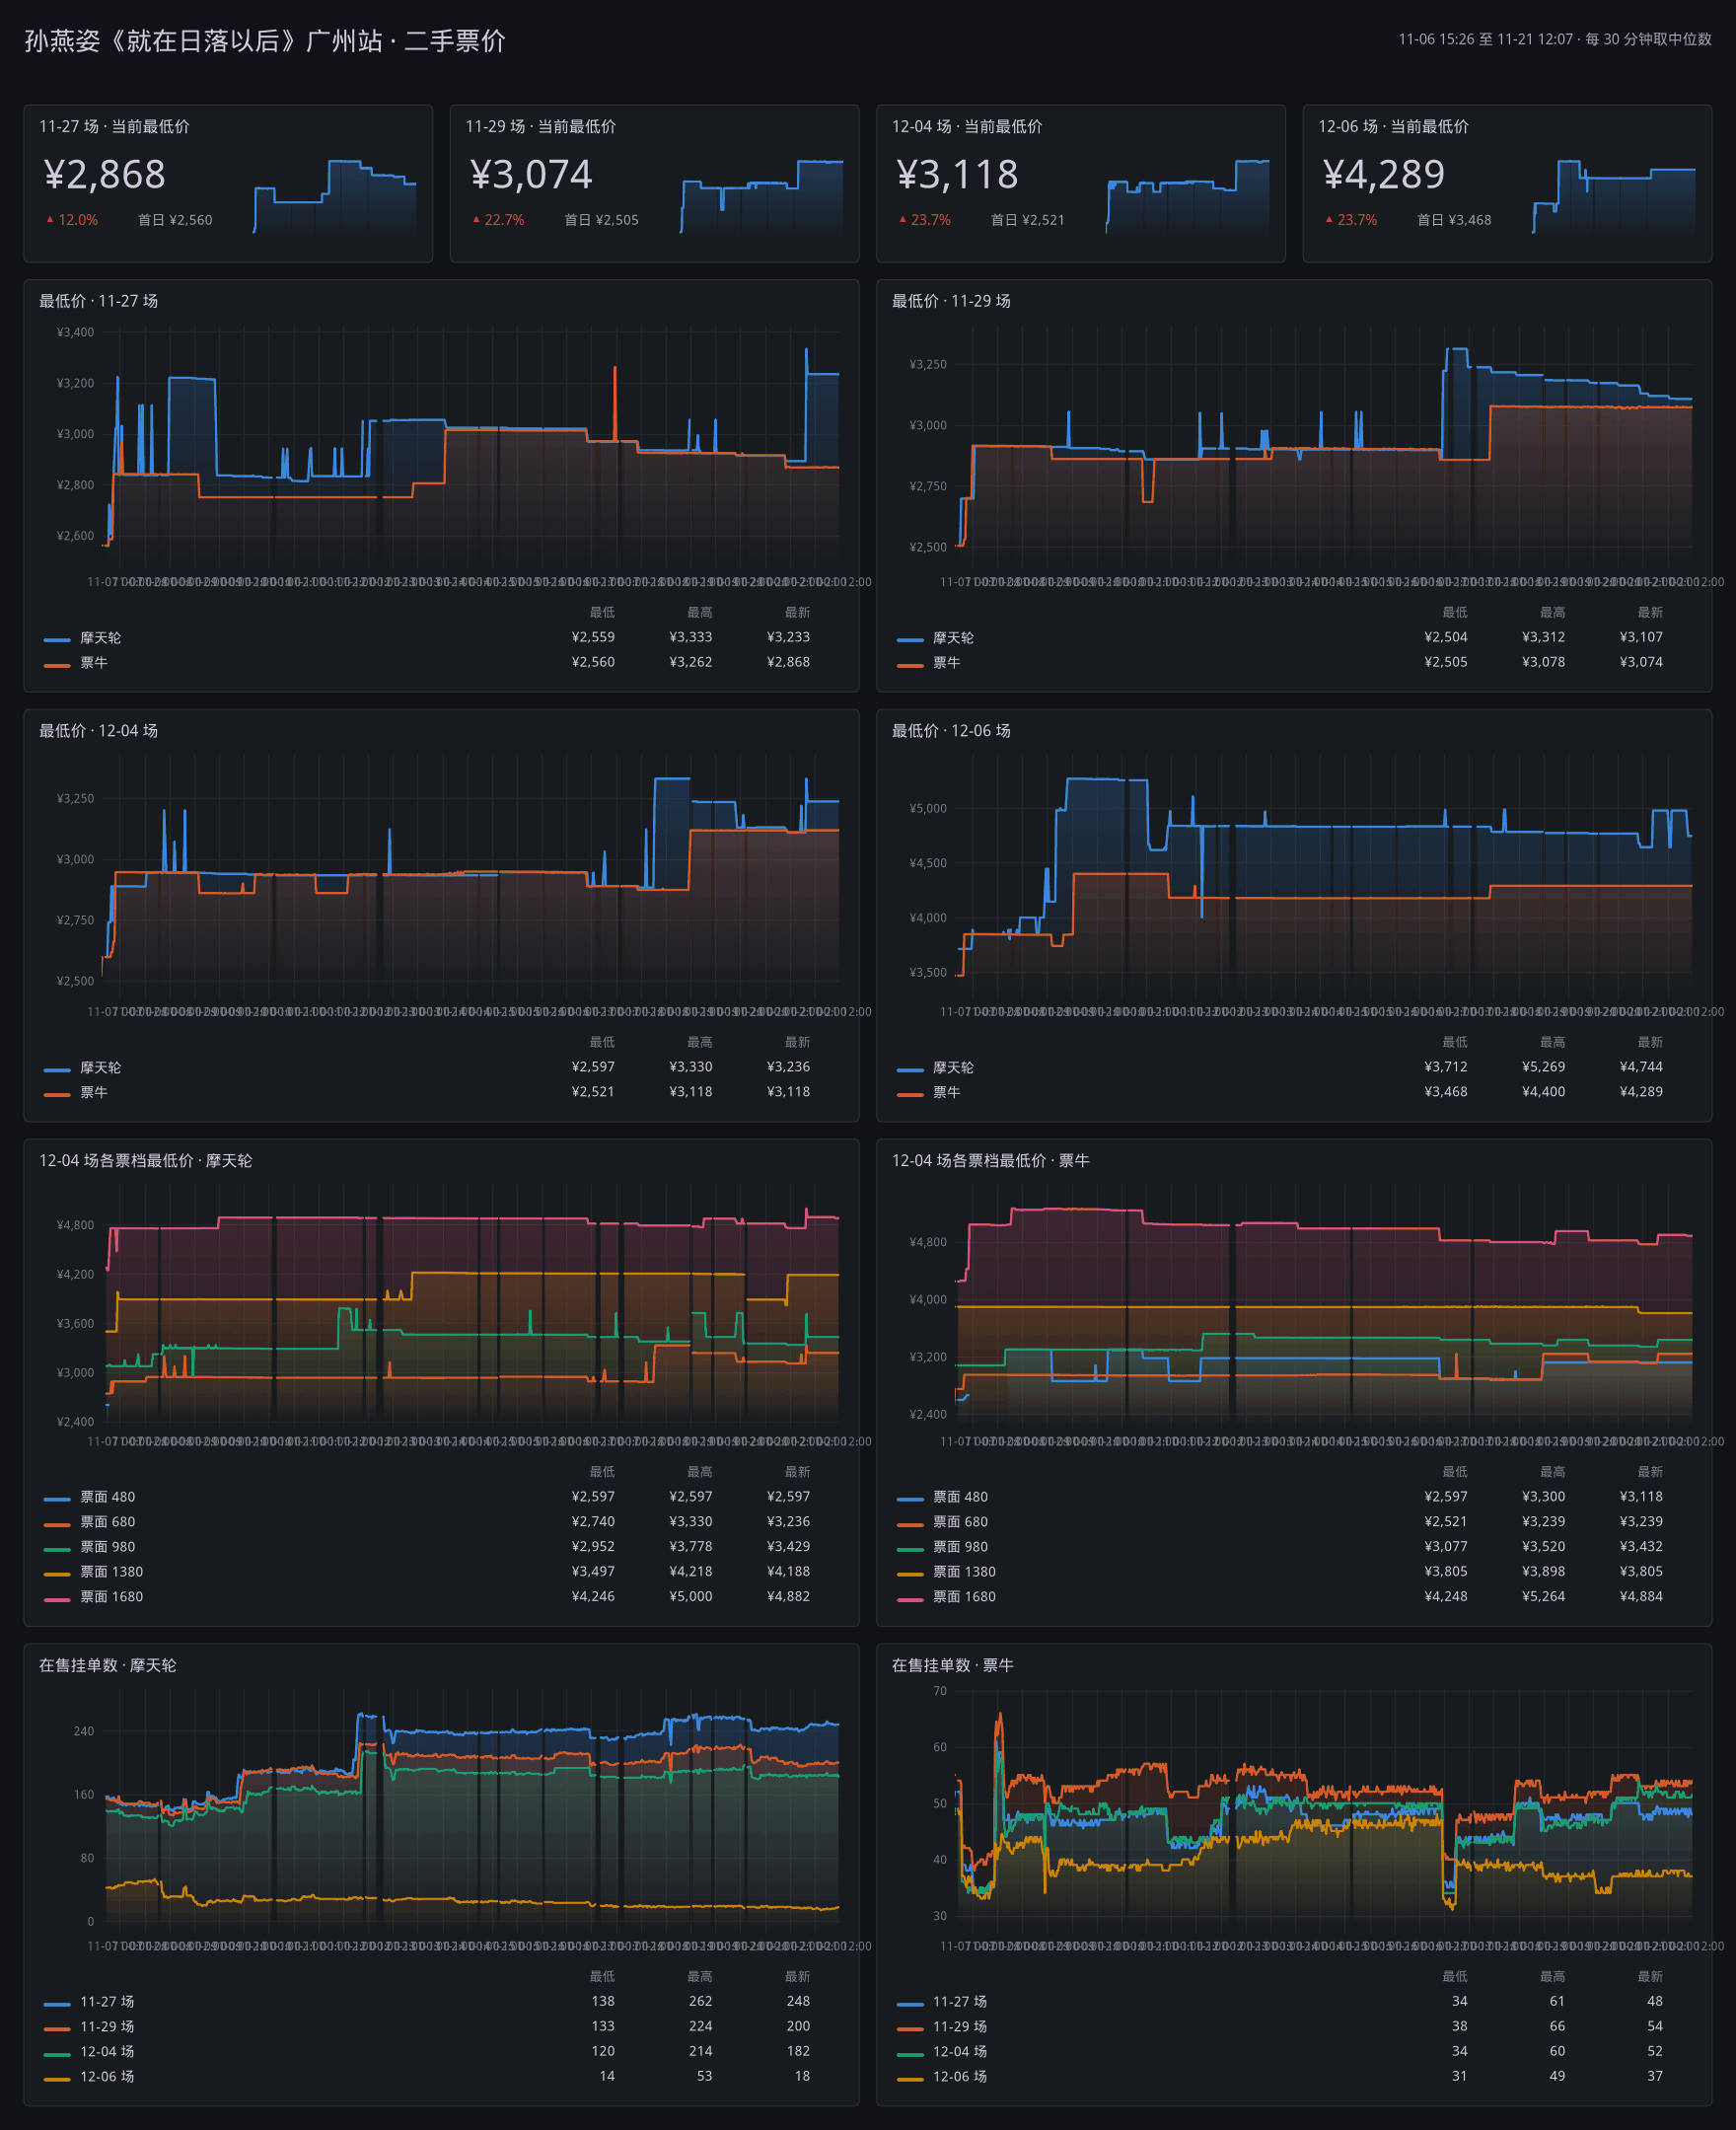 孙燕姿《就在日落以后》广州站 · 二手票价
11-06 15:26 至 11-21 12:07 · 每 30 分钟取中位数
11-27 场 · 当前最低价
¥2,868
▲ 12.0% 首日 ¥2,560
11-29 场 · 当前最低价
¥3,074
▲ 22.7% 首日 ¥2,505
12-04 场 · 当前最低价
¥3,118
▲ 23.7% 首日 ¥2,521
12-06 场 · 当前最低价
¥4,289
▲ 23.7% 首日 ¥3,468
最低价 · 11-27 场
¥3,400
¥3,200
¥3,000
¥2,800
¥2,600
最低 最高 最新
摩天轮 ¥2,559 ¥3,333 ¥3,233
票牛 ¥2,560 ¥3,262 ¥2,868
最低价 · 11-29 场
¥3,250
¥3,000
¥2,750
¥2,500
最低 最高 最新
摩天轮 ¥2,504 ¥3,312 ¥3,107
票牛 ¥2,505 ¥3,078 ¥3,074
最低价 · 12-04 场
¥3,250
¥3,000
¥2,750
¥2,500
最低 最高 最新
摩天轮 ¥2,597 ¥3,330 ¥3,236
票牛 ¥2,521 ¥3,118 ¥3,118
最低价 · 12-06 场
¥5,000
¥4,500
¥4,000
¥3,500
最低 最高 最新
摩天轮 ¥3,712 ¥5,269 ¥4,744
票牛 ¥3,468 ¥4,400 ¥4,289
12-04 场各票档最低价 · 摩天轮
¥4,800
¥4,200
¥3,600
¥3,000
¥2,400
最低 最高 最新
票面 480 ¥2,597 ¥2,597 ¥2,597
票面 680 ¥2,740 ¥3,330 ¥3,236
票面 980 ¥2,952 ¥3,778 ¥3,429
票面 1380 ¥3,497 ¥4,218 ¥4,188
票面 1680 ¥4,246 ¥5,000 ¥4,882
12-04 场各票档最低价 · 票牛
¥4,800
¥4,000
¥3,200
¥2,400
最低 最高 最新
票面 480 ¥2,597 ¥3,300 ¥3,118
票面 680 ¥2,521 ¥3,239 ¥3,239
票面 980 ¥3,077 ¥3,520 ¥3,432
票面 1380 ¥3,805 ¥3,898 ¥3,805
票面 1680 ¥4,248 ¥5,264 ¥4,884
在售挂单数 · 摩天轮
240
160
80
0
最低 最高 最新
11-27 场 138 262 248
11-29 场 133 224 200
12-04 场 120 214 182
12-06 场 14 53 18
在售挂单数 · 票牛
70
60
50
40
30
最低 最高 最新
11-27 场 34 61 48
11-29 场 38 66 54
12-04 场 34 60 52
12-06 场 31 49 37